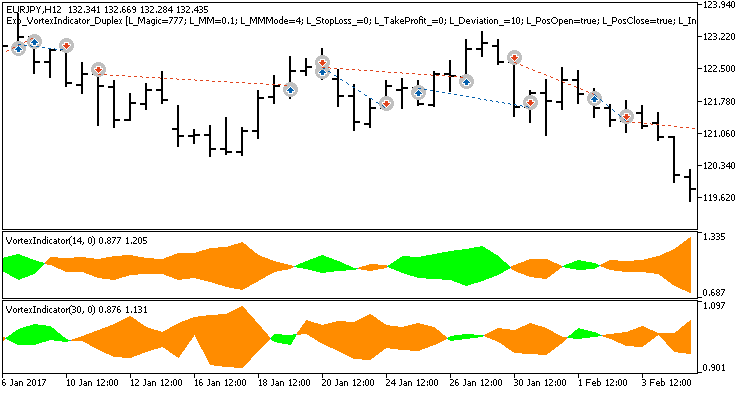 EURJPY,H12 132.341 132.669 132.284 132.435
Exp_VortexIndicator_Duplex [L_Magic=777; L_MM=0.1; L_MMMode=4; L_StopLoss_=0; L_TakeProfit_=0; L_Deviation_=10; L_PosOpen=true; L_PosClose=true; L_In
123.940
123.220
122.500
121.780
121.060
120.340
119.620
VortexIndicator(14, 0) 0.877 1.205
1.335
0.687
VortexIndicator(30, 0) 0.876 1.131
1.097
0.901
6 Jan 2017 10 Jan 12:00 12 Jan 12:00 16 Jan 12:00 18 Jan 12:00 20 Jan 12:00 24 Jan 12:00 26 Jan 12:00 30 Jan 12:00 1 Feb 12:00 3 Feb 12:00